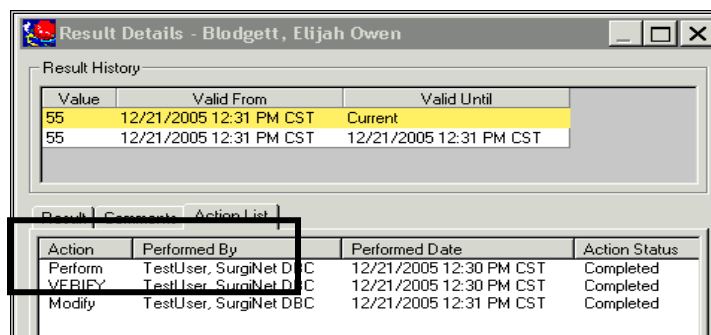 Result Details - Blodgett, Elijah Owen
Result History
Value Valid From Valid Until
55 12/21/2005 12:31 PM CST Current
55 12/21/2005 12:31 PM CST 12/21/2005 12:31 PM CST
Result Comments Action List
Action Performed By Performed Date Action Status
Perform TestUser, SurgiNet DBC 12/21/2005 12:30 PM CST Completed
VERIFY TestUser, SurgiNet DBC 12/21/2005 12:30 PM CST Completed
Modify TestUser, SurgiNet DBC 12/21/2005 12:31 PM CST Completed